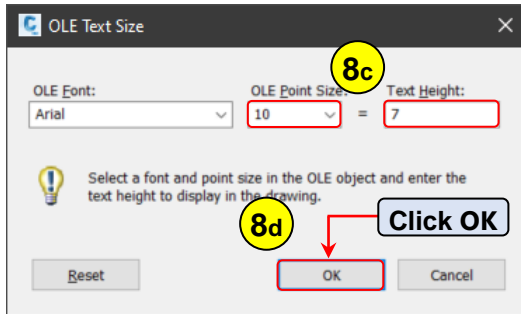 OLE Text Size
8c
OLE Font: OLE Point Size: Text Height:
Arial 10 = 7
Select a font and point size in the OLE object and enter the
text height to display in the drawing.
8d
Click OK
Reset OK Cancel